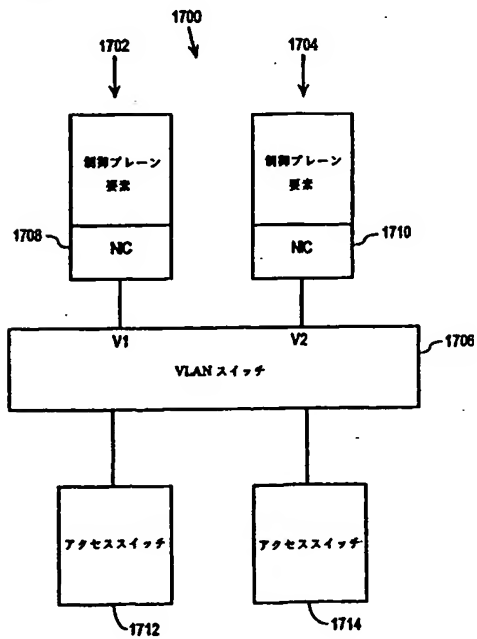 1700
1702
1704
制御プレーン
要素
制御プレーン
要素
1708
NIC
NIC
1710
V1
V2
1706
VLAN スイッチ
アクセススイッチ
アクセススイッチ
1712
1714